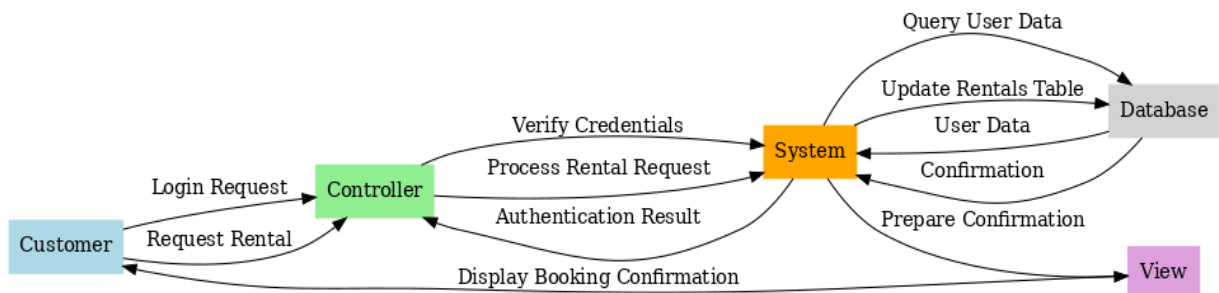 Query User Data
Update Rentals Table
Database
User Data
Verify Credentials
System
Process Rental Request
Confirmation
Login Request
Controller
Authentication Result
Prepare Confirmation
Request Rental
Customer
Display Booking Confirmation
View